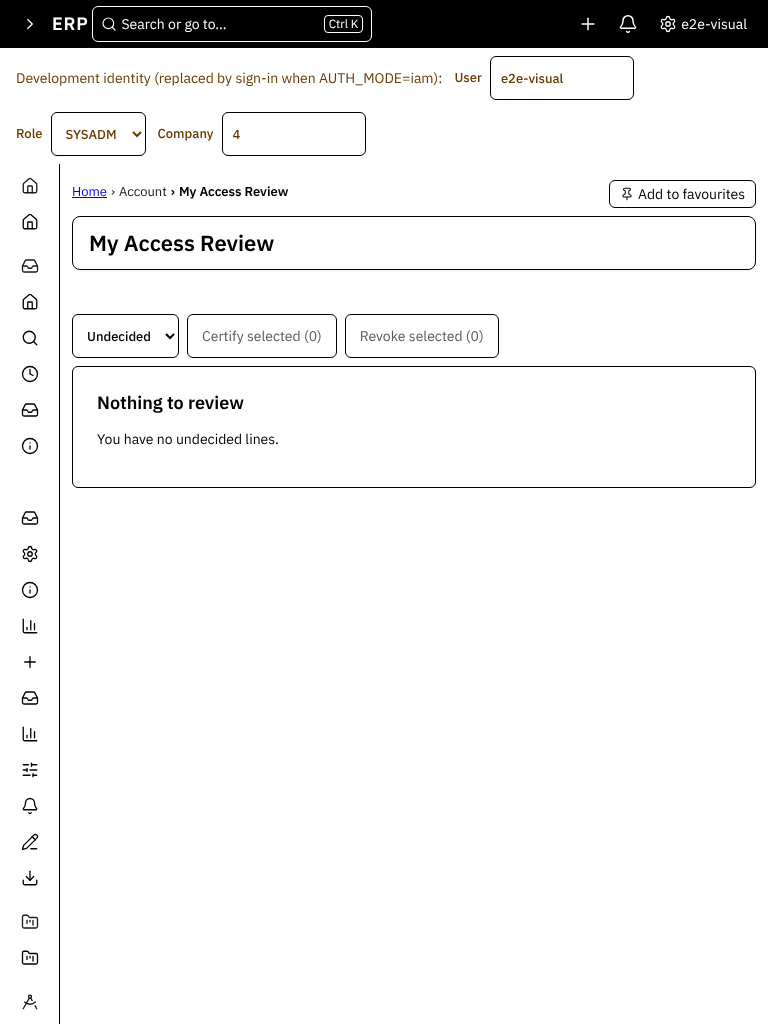 ERP Search or go to... Ctrl K e2e-visual
Development identity (replaced by sign-in when AUTH_MODE=iam): User e2e-visual
Role SYSADM Company 4
Home › Account › My Access Review Add to favourites
My Access Review
Undecided Certify selected (0) Revoke selected (0)
Nothing to review
You have no undecided lines.